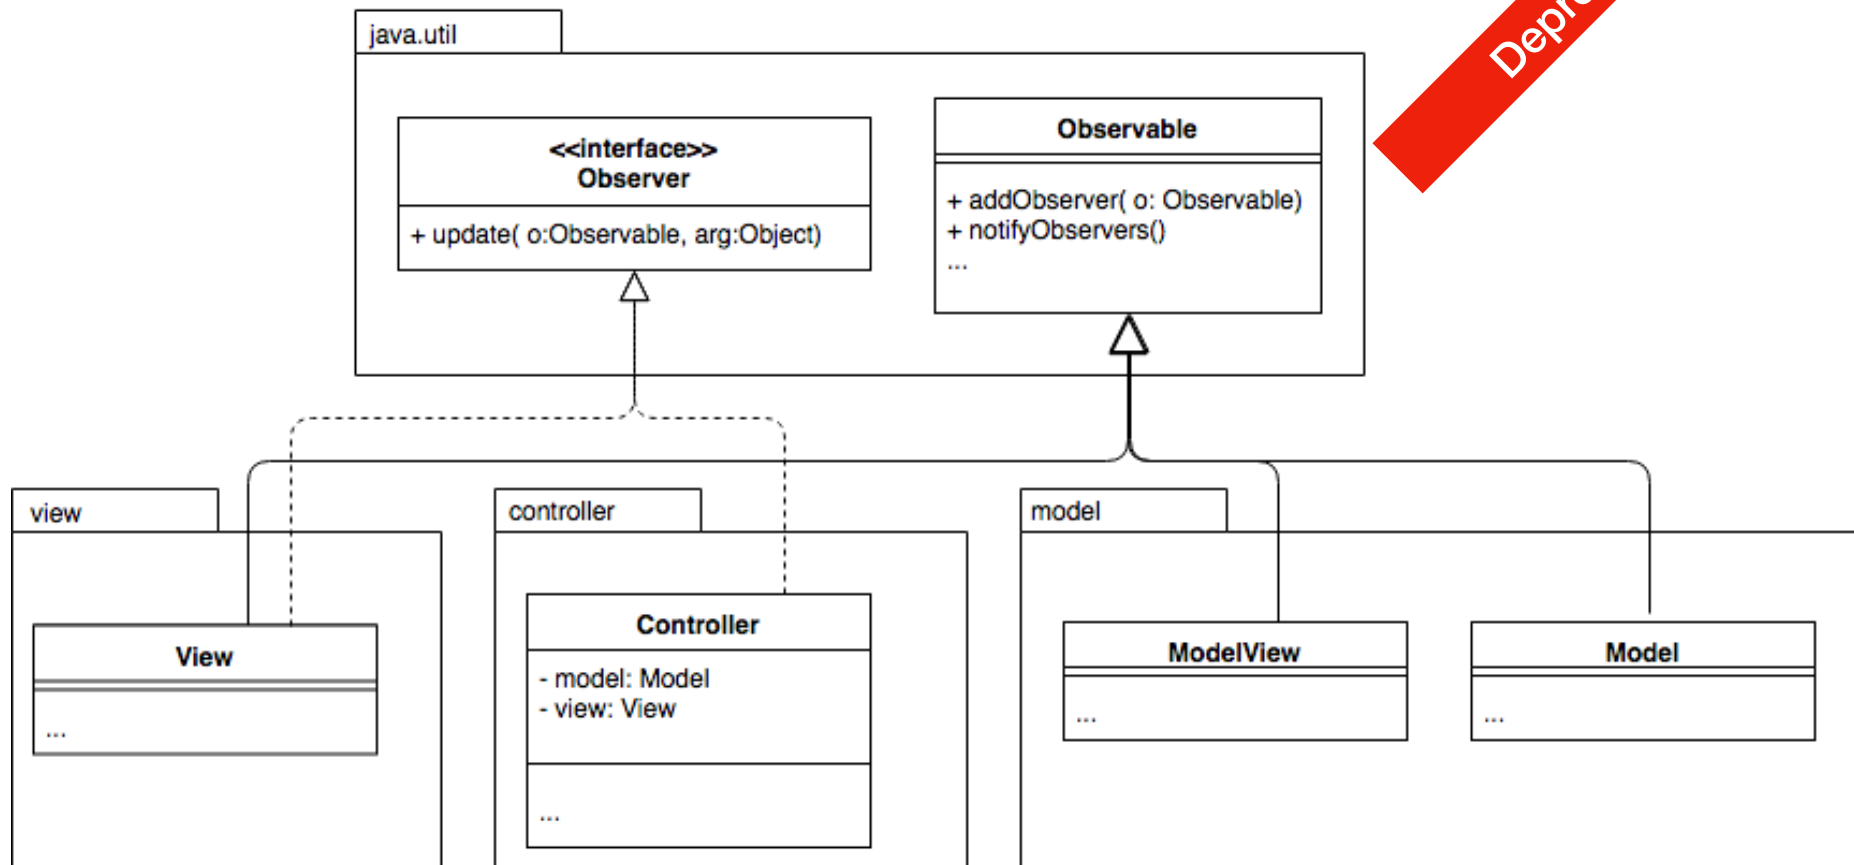 java.util
<<interface>>
Observer
+ update( o:Observable, arg:Object)
Observable
+ addObserver( o: Observable)
+ notifyObservers()
...
view
View
...
controller
Controller
- model: Model
- view: View
...
model
ModelView
...
Model
...